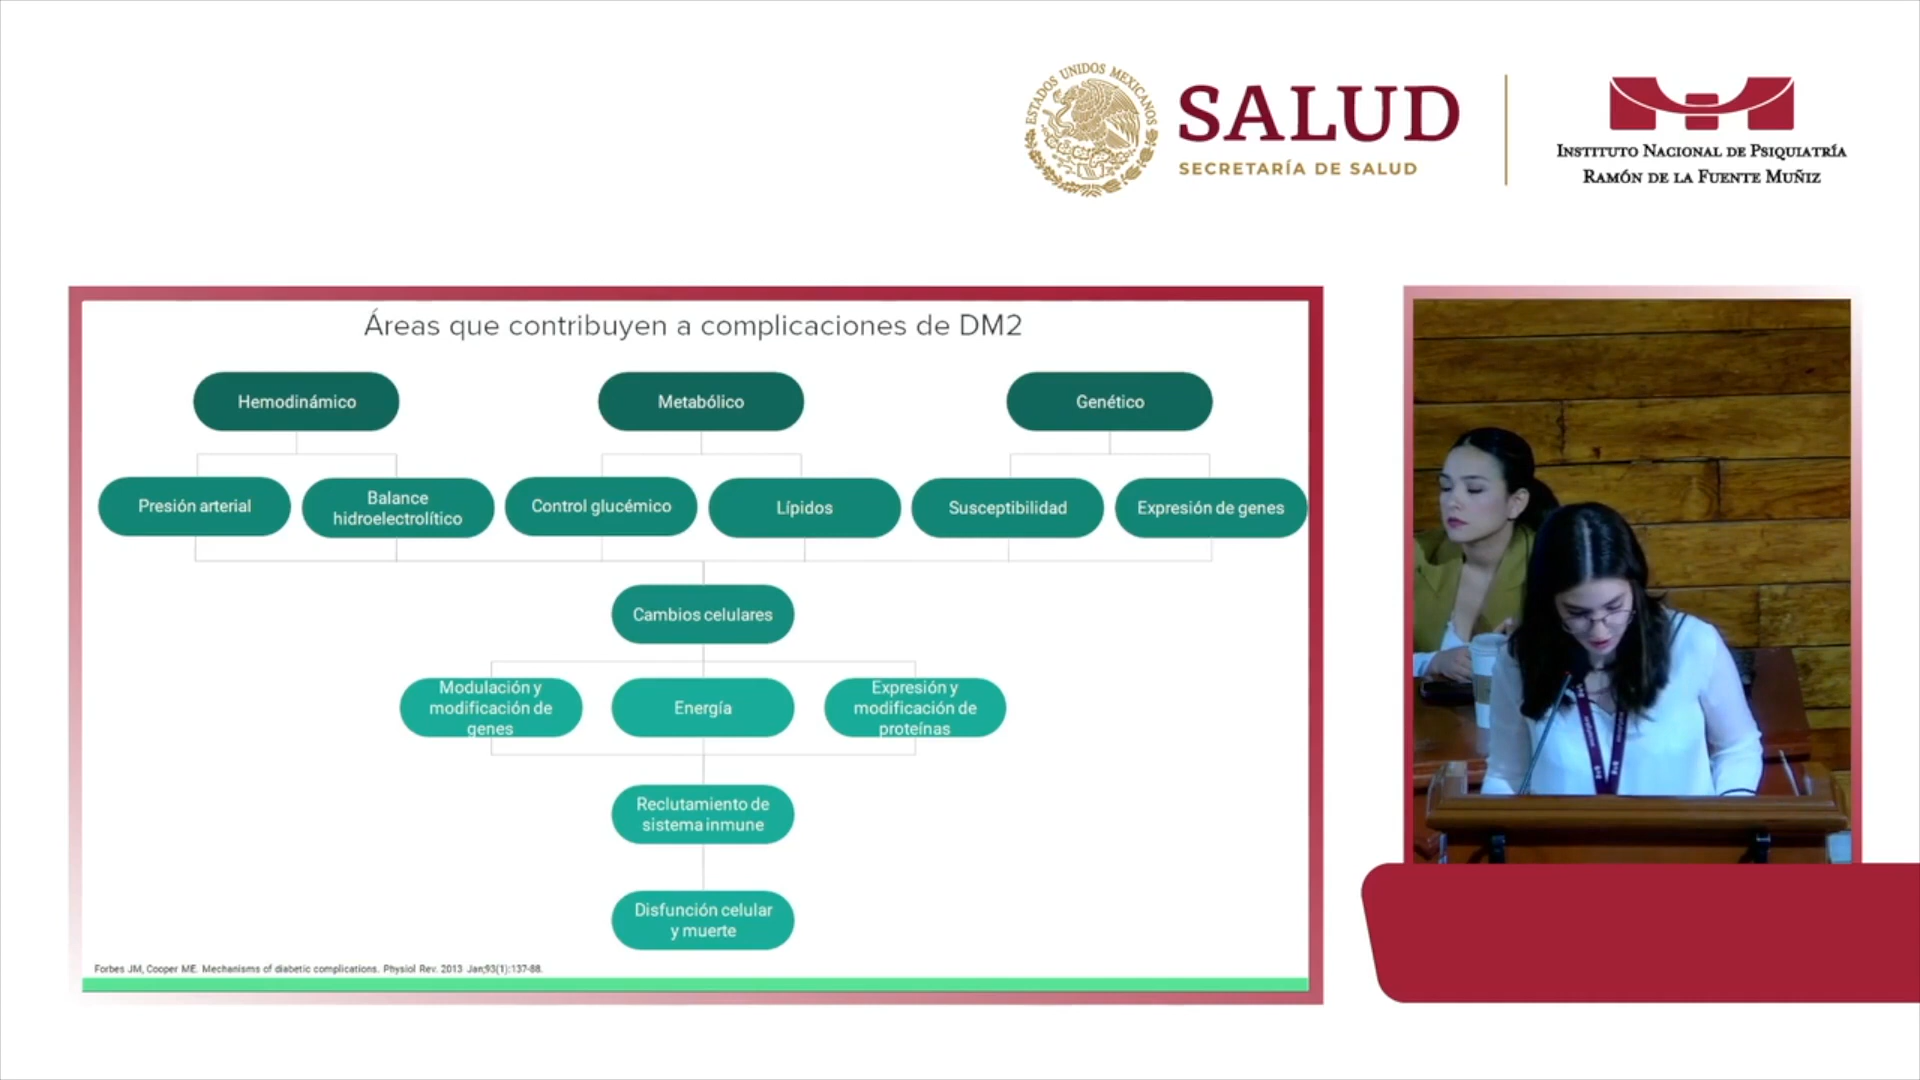 ESTADOS UNIDOS MEXICANOS
SALUD
SECRETARÍA DE SALUD
INSTITUTO NACIONAL DE PSIQUIATRÍA
RAMÓN DE LA FUENTE MUÑIZ
Áreas que contribuyen a complicaciones de DM2
Hemodinámico
Metabólico
Genético
Presión arterial
Balance
hidroelectrolítico
Control glucémico
Lípidos
Susceptibilidad
Expresión de genes
Cambios celulares
Modulación y
modificación de
genes
Energía
Expresión y
modificación de
proteínas
Reclutamiento de
sistema inmune
Disfunción celular
y muerte
Forbes JM, Cooper ME. Mechanisms of diabetic complications. Physiol Rev. 2013 Jan;93(1):137-88.